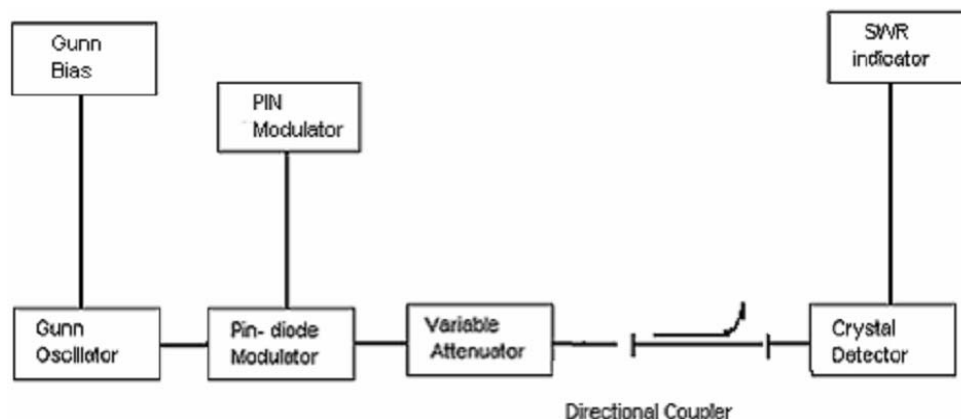 Gunn
Bias
PIN
Modulator
SWR
indicator
Gunn
Oscillator
Pin- diode
Modulator
Variable
Attenuator
Crystal
Detector
Directional Coupler